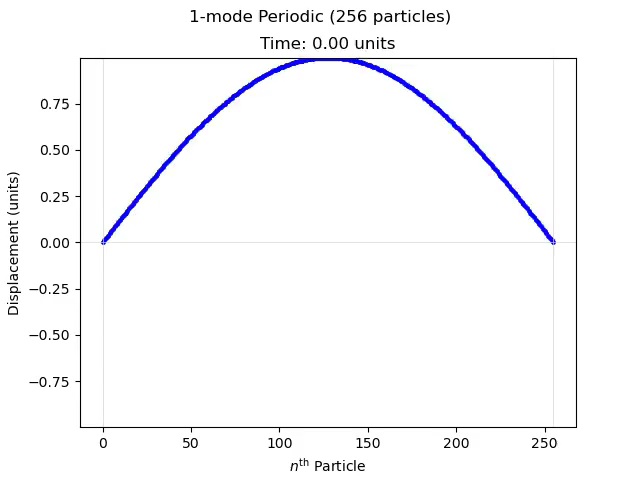 1-mode Periodic (256 particles)
Time: 0.00 units
0.75
0.50
0.25
0.00
−0.25
−0.50
−0.75
Displacement (units)
0 50 100 150 200 250
nᵗʰ Particle